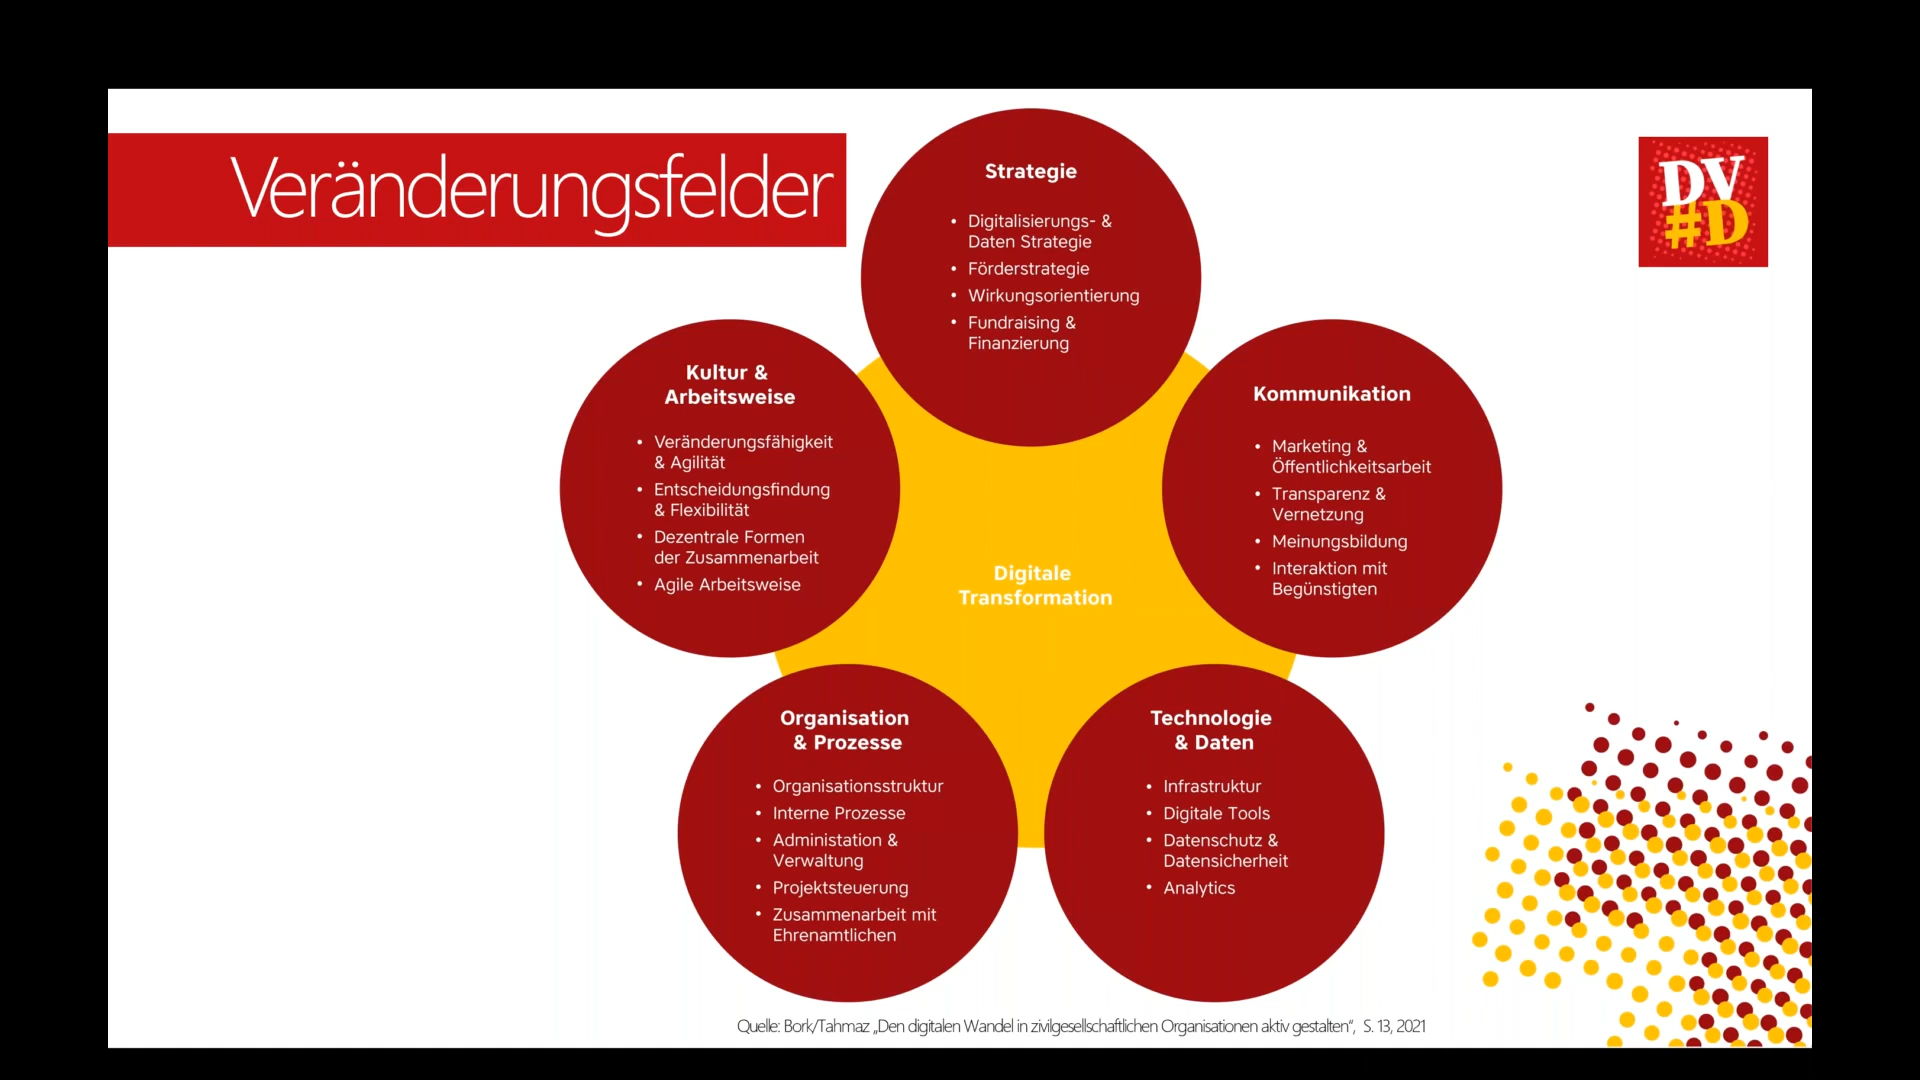 Veränderungsfelder
DV
#D
Strategie
• Digitalisierungs- &
Daten Strategie
• Förderstrategie
• Wirkungsorientierung
• Fundraising &
Finanzierung
Kultur &
Arbeitsweise
• Veränderungsfähigkeit
& Agilität
• Entscheidungsfindung
& Flexibilität
• Dezentrale Formen
der Zusammenarbeit
• Agile Arbeitsweise
Kommunikation
• Marketing &
Öffentlichkeitsarbeit
• Transparenz &
Vernetzung
• Meinungsbildung
• Interaktion mit
Begünstigten
Digitale
Transformation
Organisation
& Prozesse
• Organisationsstruktur
• Interne Prozesse
• Administation &
Verwaltung
• Projektsteuerung
• Zusammenarbeit mit
Ehrenamtlichen
Technologie
& Daten
• Infrastruktur
• Digitale Tools
• Datenschutz &
Datensicherheit
• Analytics
Quelle: Bork/Tahmaz „Den digitalen Wandel in zivilgesellschaftlichen Organisationen aktiv gestalten“, S. 13, 2021